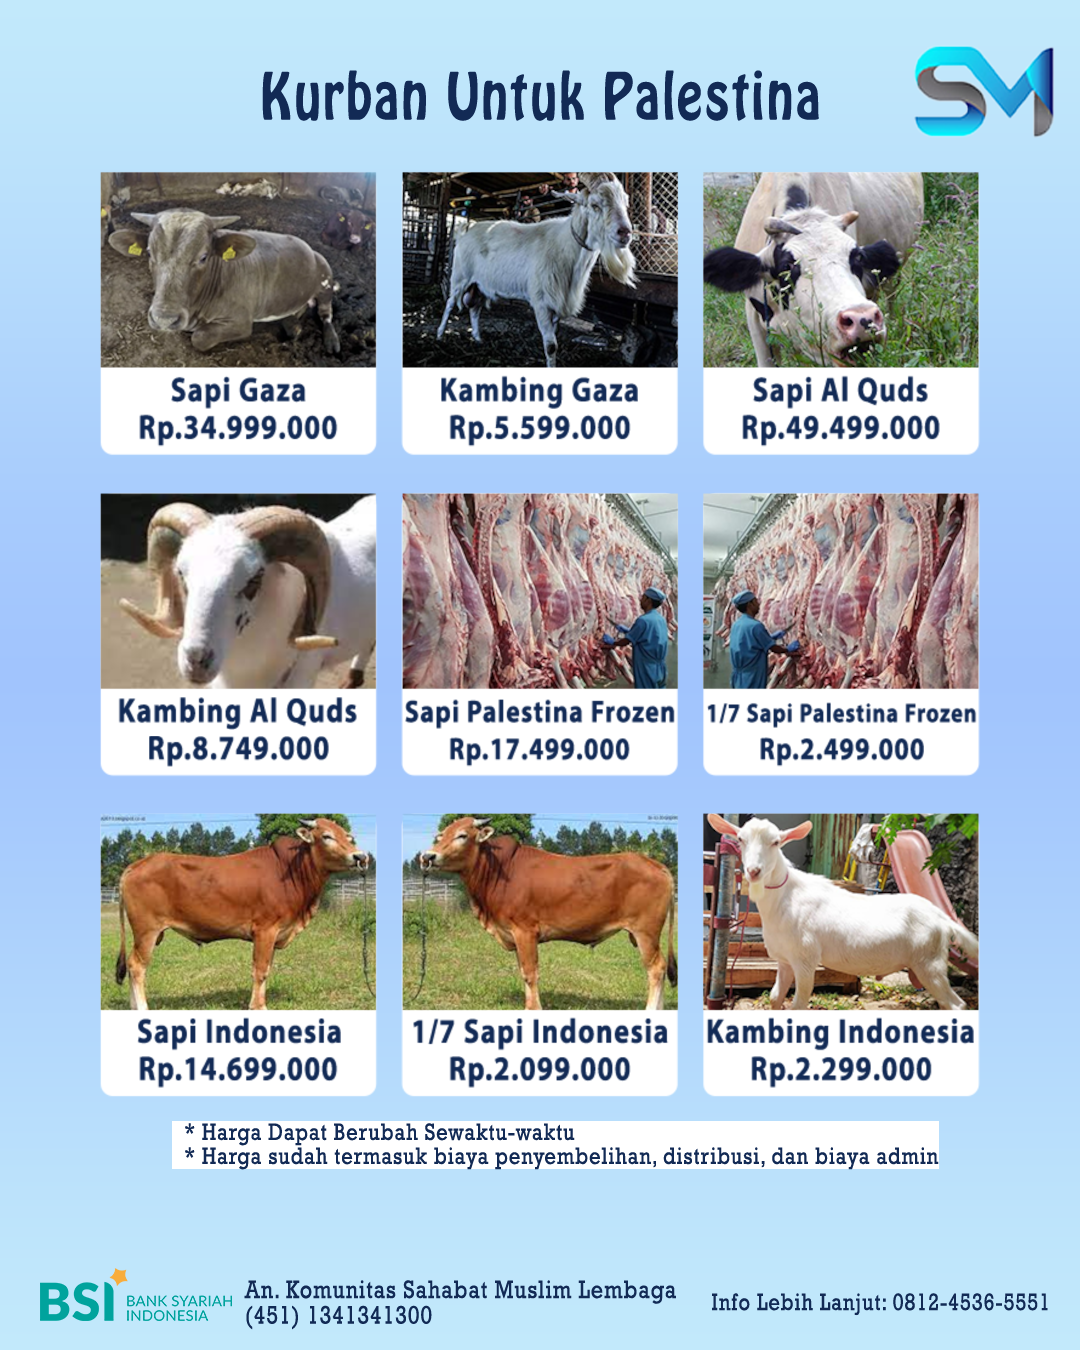 Kurban Untuk Palestina
SM
Sapi Gaza
Rp.34.999.000
Kambing Gaza
Rp.5.599.000
Sapi Al Quds
Rp.49.499.000
Kambing Al Quds
Rp.8.749.000
Sapi Palestina Frozen
Rp.17.499.000
1/7 Sapi Palestina Frozen
Rp.2.499.000
Sapi Indonesia
Rp.14.699.000
1/7 Sapi Indonesia
Rp.2.099.000
Kambing Indonesia
Rp.2.299.000
* Harga Dapat Berubah Sewaktu-waktu
* Harga sudah termasuk biaya penyembelihan, distribusi, dan biaya admin
BSI BANK SYARIAH
INDONESIA
An. Komunitas Sahabat Muslim Lembaga
(451) 1341341300
Info Lebih Lanjut: 0812-4536-5551